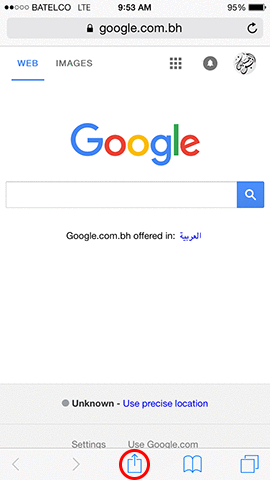 BATELCO LTE 9:53 AM 95%
google.com.bh
WEB IMAGES
Google
Google.com.bh offered in: العربية
Unknown - Use precise location
Settings Use Google.com